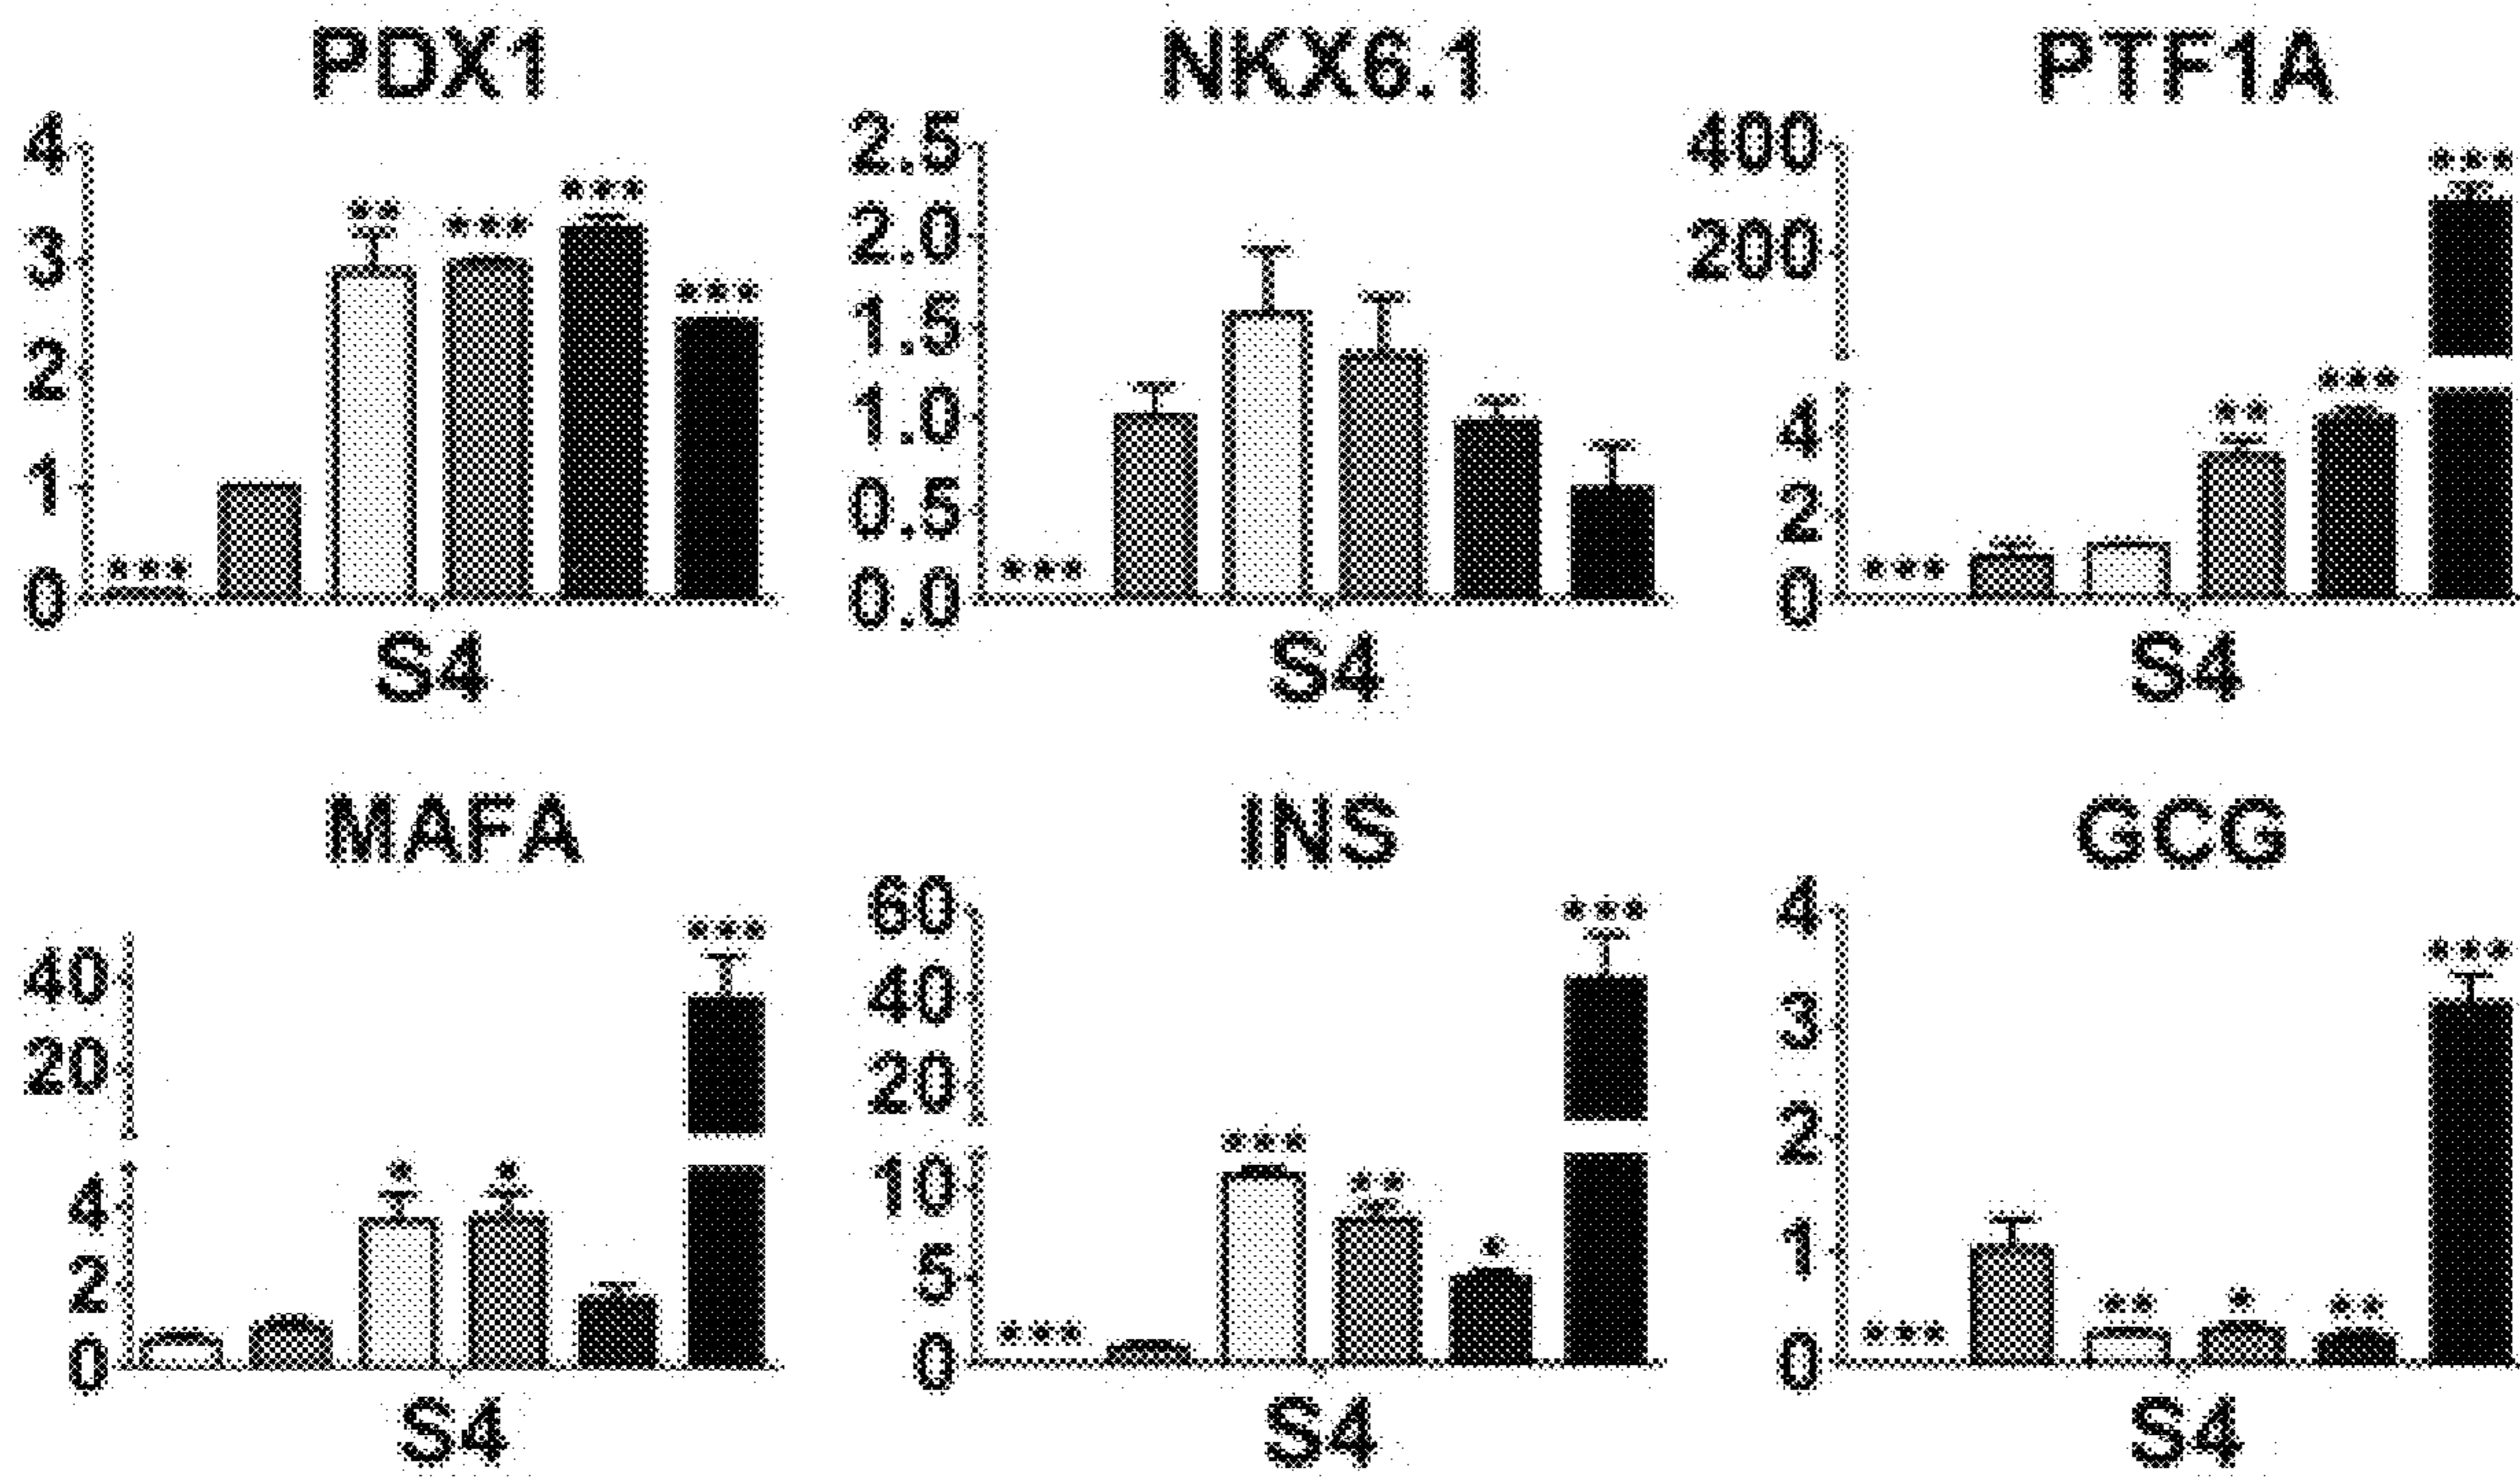 PDX1 NKX6.1 PTF1A
4
3
2
1
0
*** ** *** *** ***
S4
2.5
2.0
1.5
1.0
0.5
0.0
***
S4
400
200
4
2
0
*** ** *** ***
S4
MAFA INS GCG
40
20
4
2
0
* * ***
S4
60
40
20
10
5
0
*** *** ** * ***
S4
4
3
2
1
0
*** ** * ** ***
S4